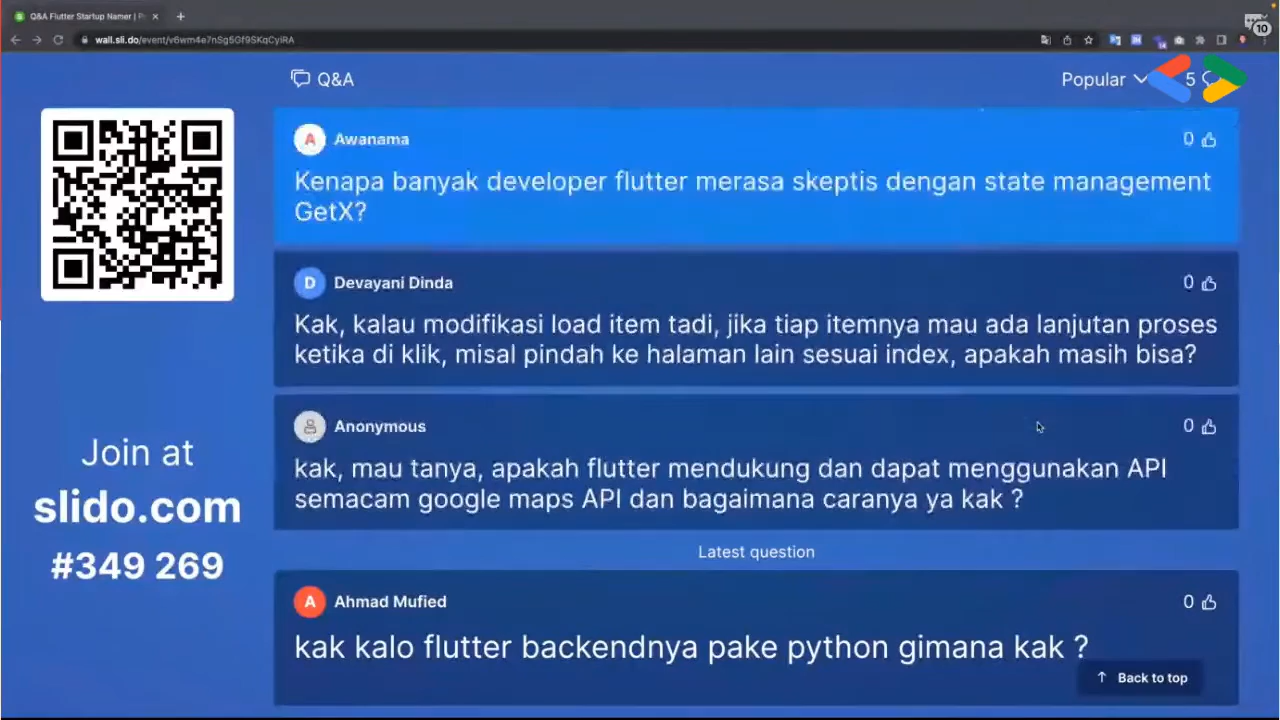 Q&A Flutter Startup Namer | P
wall.sli.do/event/v6wm4e7nSg5Gf9SKqCyiRA
10
Q&A
Popular
5
Awanama
0
Kenapa banyak developer flutter merasa skeptis dengan state management
GetX?
Devayani Dinda
0
Kak, kalau modifikasi load item tadi, jika tiap itemnya mau ada lanjutan proses
ketika di klik, misal pindah ke halaman lain sesuai index, apakah masih bisa?
Anonymous
0
kak, mau tanya, apakah flutter mendukung dan dapat menggunakan API
semacam google maps API dan bagaimana caranya ya kak ?
Latest question
Ahmad Mufied
0
kak kalo flutter backendnya pake python gimana kak ?
Back to top
Join at
slido.com
#349 269